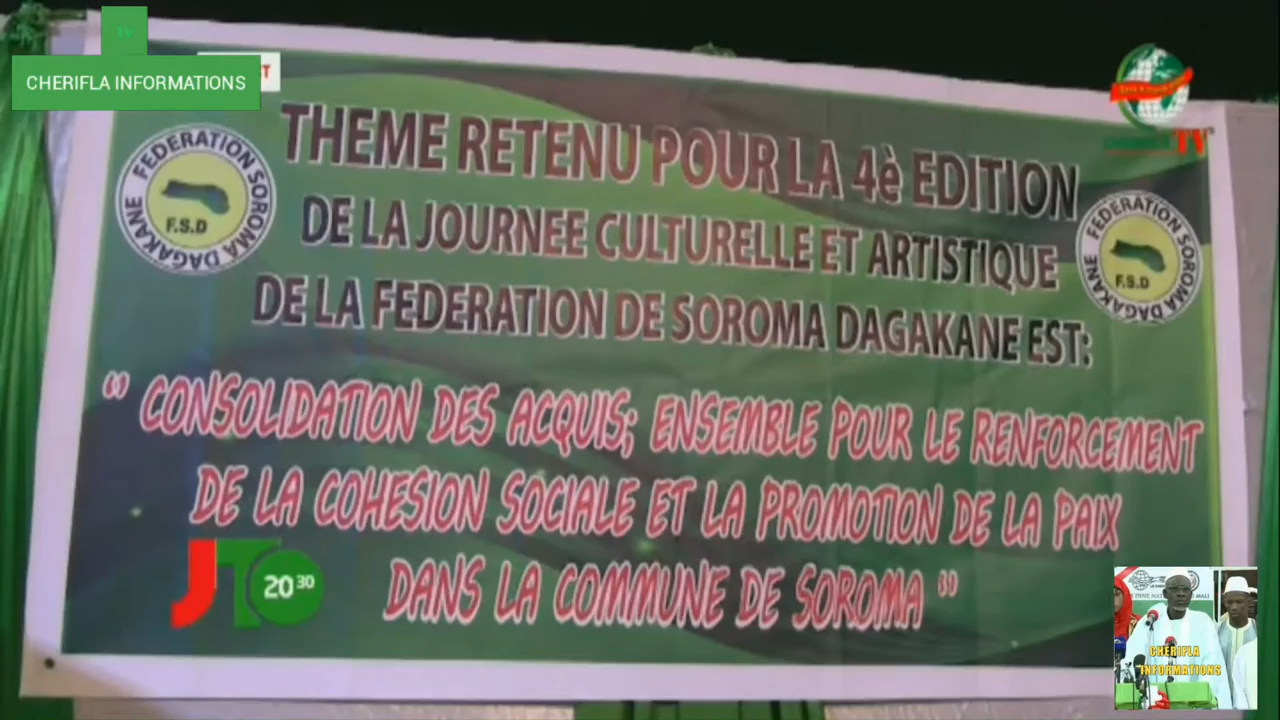 TV
CHERIFLA INFORMATIONS
THEME RETENU POUR LA 4è EDITION
DE LA JOURNEE CULTURELLE ET ARTISTIQUE
DE LA FEDERATION DE SOROMA DAGAKANE EST:
“ CONSOLIDATION DES ACQUIS; ENSEMBLE POUR LE RENFORCEMENT
DE LA COHESION SOCIALE ET LA PROMOTION DE LA PAIX
DANS LA COMMUNE DE SOROMA ”
FEDERATION SOROMA DAGAKANE
F.S.D
FEDERATION SOROMA DAGAKANE
F.S.D
TV
JT 20 30
CHERIFLA
INFORMATIONS